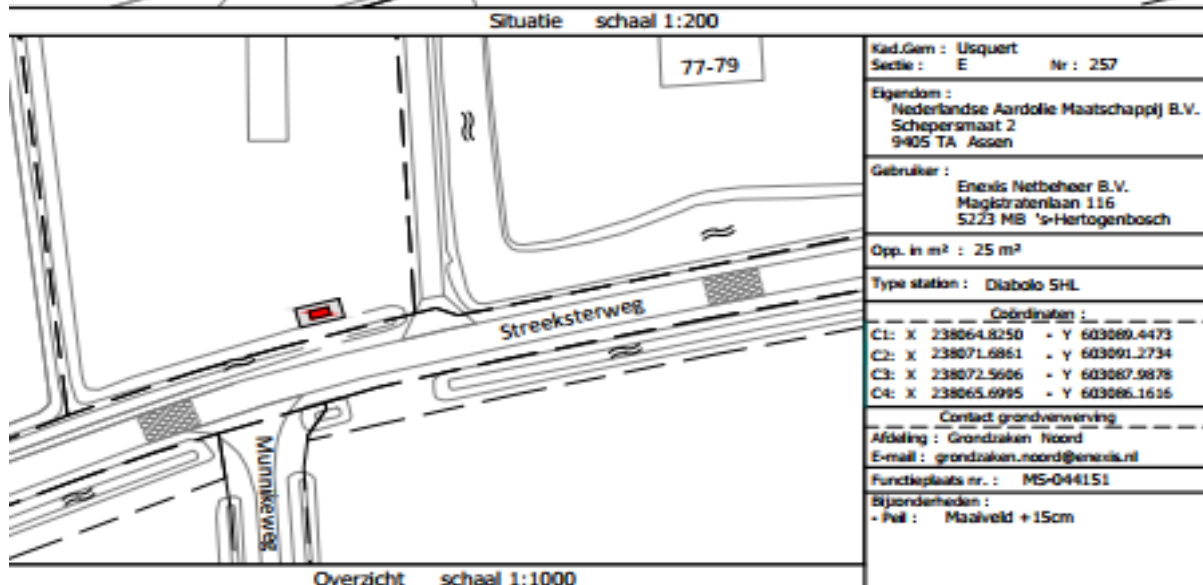 Situatie schaal 1:200
77-79
Streeksterweg
Munnikeweg
Overzicht schaal 1:1000
Kad.Gem : Usquert
Sectie : E Nr : 257
Eigendom :
Nederlandse Aardolie Maatschappij B.V.
Schepersmaat 2
9405 TA Assen
Gebruiker :
Enexis Netbeheer B.V.
Magistratenlaan 116
5223 MB 's-Hertogenbosch
Opp. in m² : 25 m²
Type station : Diabolo SHL
Coördinaten :
C1: X 238064.8250 - Y 603089.4473
C2: X 238071.6861 - Y 603091.2734
C3: X 238072.5606 - Y 603087.9878
C4: X 238065.6995 - Y 603086.1616
Contact grondverwerving
Afdeling : Grondzaken Noord
E-mail : grondzaken.noord@enexis.nl
Functieplaats nr. : MS-044151
Bijzonderheden :
- Peil : Maaiveld +15cm